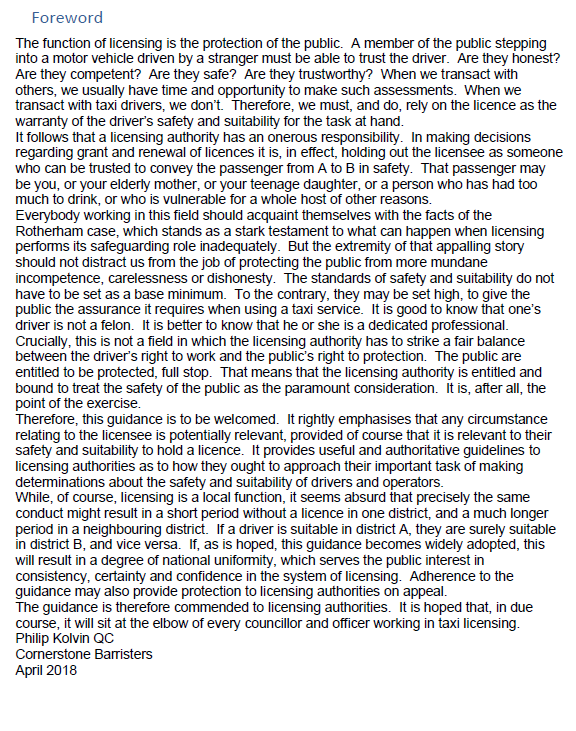 Foreword
The function of licensing is the protection of the public.  A member of the public stepping
into a motor vehicle driven by a stranger must be able to trust the driver.  Are they honest?
Are they competent?  Are they safe?  Are they trustworthy?  When we transact with
others, we usually have time and opportunity to make such assessments.  When we
transact with taxi drivers, we don't.  Therefore, we must, and do, rely on the licence as the
warranty of the driver's safety and suitability for the task at hand.
It follows that a licensing authority has an onerous responsibility.  In making decisions
regarding grant and renewal of licences it is, in effect, holding out the licensee as someone
who can be trusted to convey the passenger from A to B in safety.  That passenger may
be you, or your elderly mother, or your teenage daughter, or a person who has had too
much to drink, or who is vulnerable for a whole host of other reasons.
Everybody working in this field should acquaint themselves with the facts of the
Rotherham case, which stands as a stark testament to what can happen when licensing
performs its safeguarding role inadequately.  But the extremity of that appalling story
should not distract us from the job of protecting the public from more mundane
incompetence, carelessness or dishonesty.  The standards of safety and suitability do not
have to be set as a base minimum.  To the contrary, they may be set high, to give the
public the assurance it requires when using a taxi service.  It is good to know that one's
driver is not a felon.  It is better to know that he or she is a dedicated professional.
Crucially, this is not a field in which the licensing authority has to strike a fair balance
between the driver's right to work and the public's right to protection.  The public are
entitled to be protected, full stop.  That means that the licensing authority is entitled and
bound to treat the safety of the public as the paramount consideration.  It is, after all, the
point of the exercise.
Therefore, this guidance is to be welcomed.  It rightly emphasises that any circumstance
relating to the licensee is potentially relevant, provided of course that it is relevant to their
safety and suitability to hold a licence.  It provides useful and authoritative guidelines to
licensing authorities as to how they ought to approach their important task of making
determinations about the safety and suitability of drivers and operators.
While, of course, licensing is a local function, it seems absurd that precisely the same
conduct might result in a short period without a licence in one district, and a much longer
period in a neighbouring district.  If a driver is suitable in district A, they are surely suitable
in district B, and vice versa.  If, as is hoped, this guidance becomes widely adopted, this
will result in a degree of national uniformity, which serves the public interest in
consistency, certainty and confidence in the system of licensing.  Adherence to the
guidance may also provide protection to licensing authorities on appeal.
The guidance is therefore commended to licensing authorities.  It is hoped that, in due
course, it will sit at the elbow of every councillor and officer working in taxi licensing.
Philip Kolvin QC
Cornerstone Barristers
April 2018